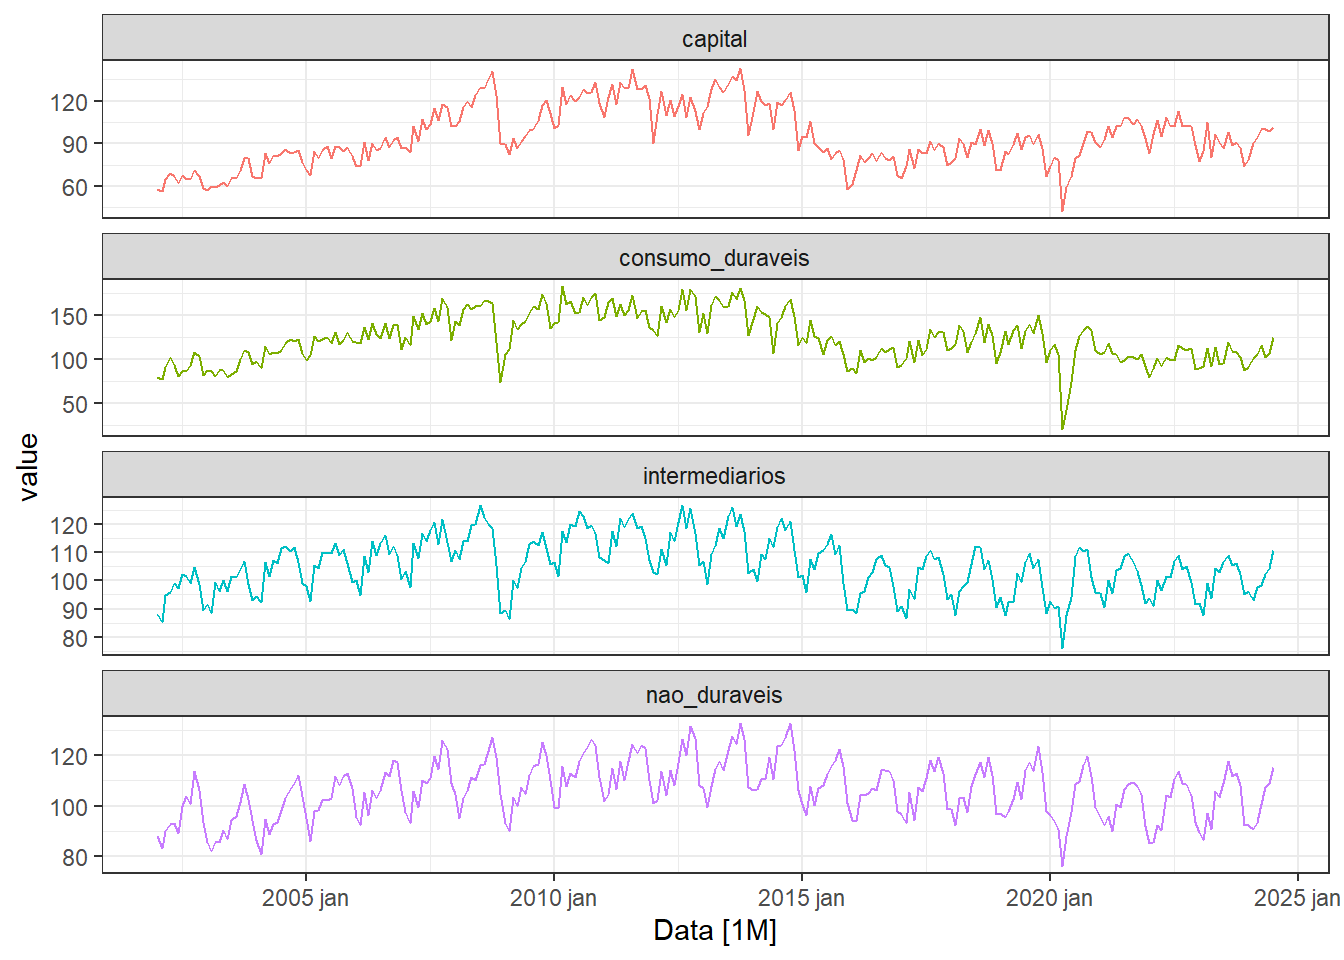 capital
120
90
60
consumo_duraveis
150
100
50
value
intermediarios
120
110
100
90
80
nao_duraveis
120
100
80
2005 jan 2010 jan 2015 jan 2020 jan 2025 jan
Data [1M]